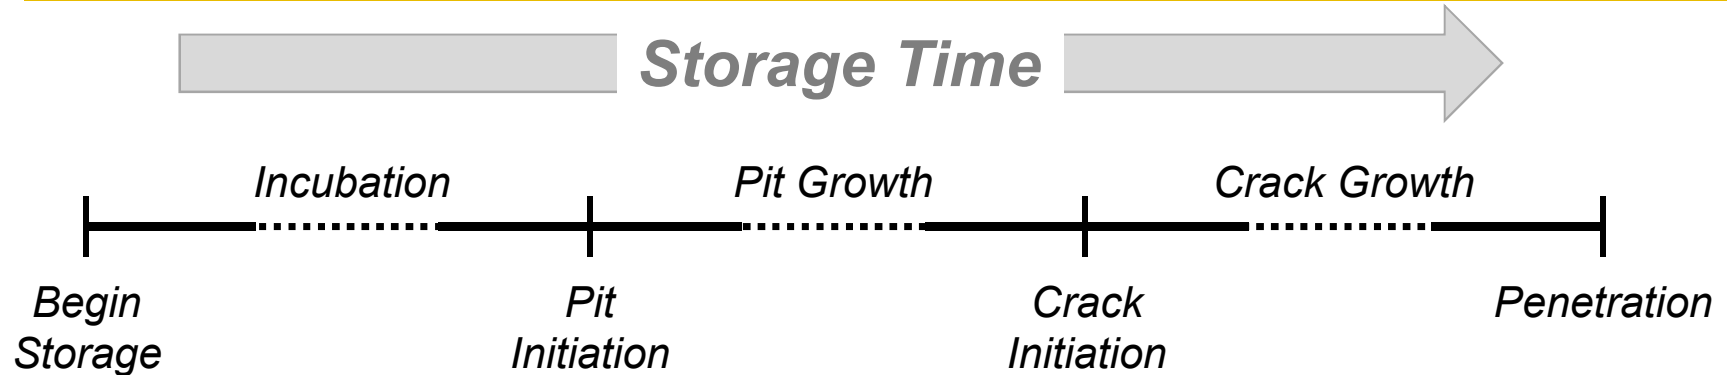 Storage Time
Incubation
Pit Growth
Crack Growth
Begin
Storage
Pit
Initiation
Crack
Initiation
Penetration